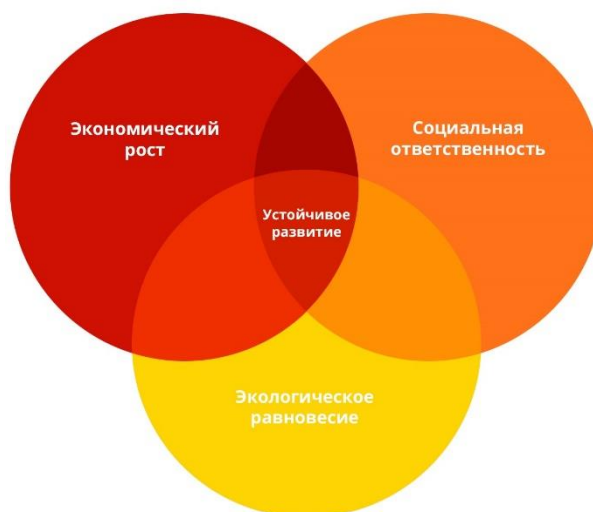 Экономический
рост
Социальная
ответственность
Устойчивое
развитие
Экологическое
равновесие